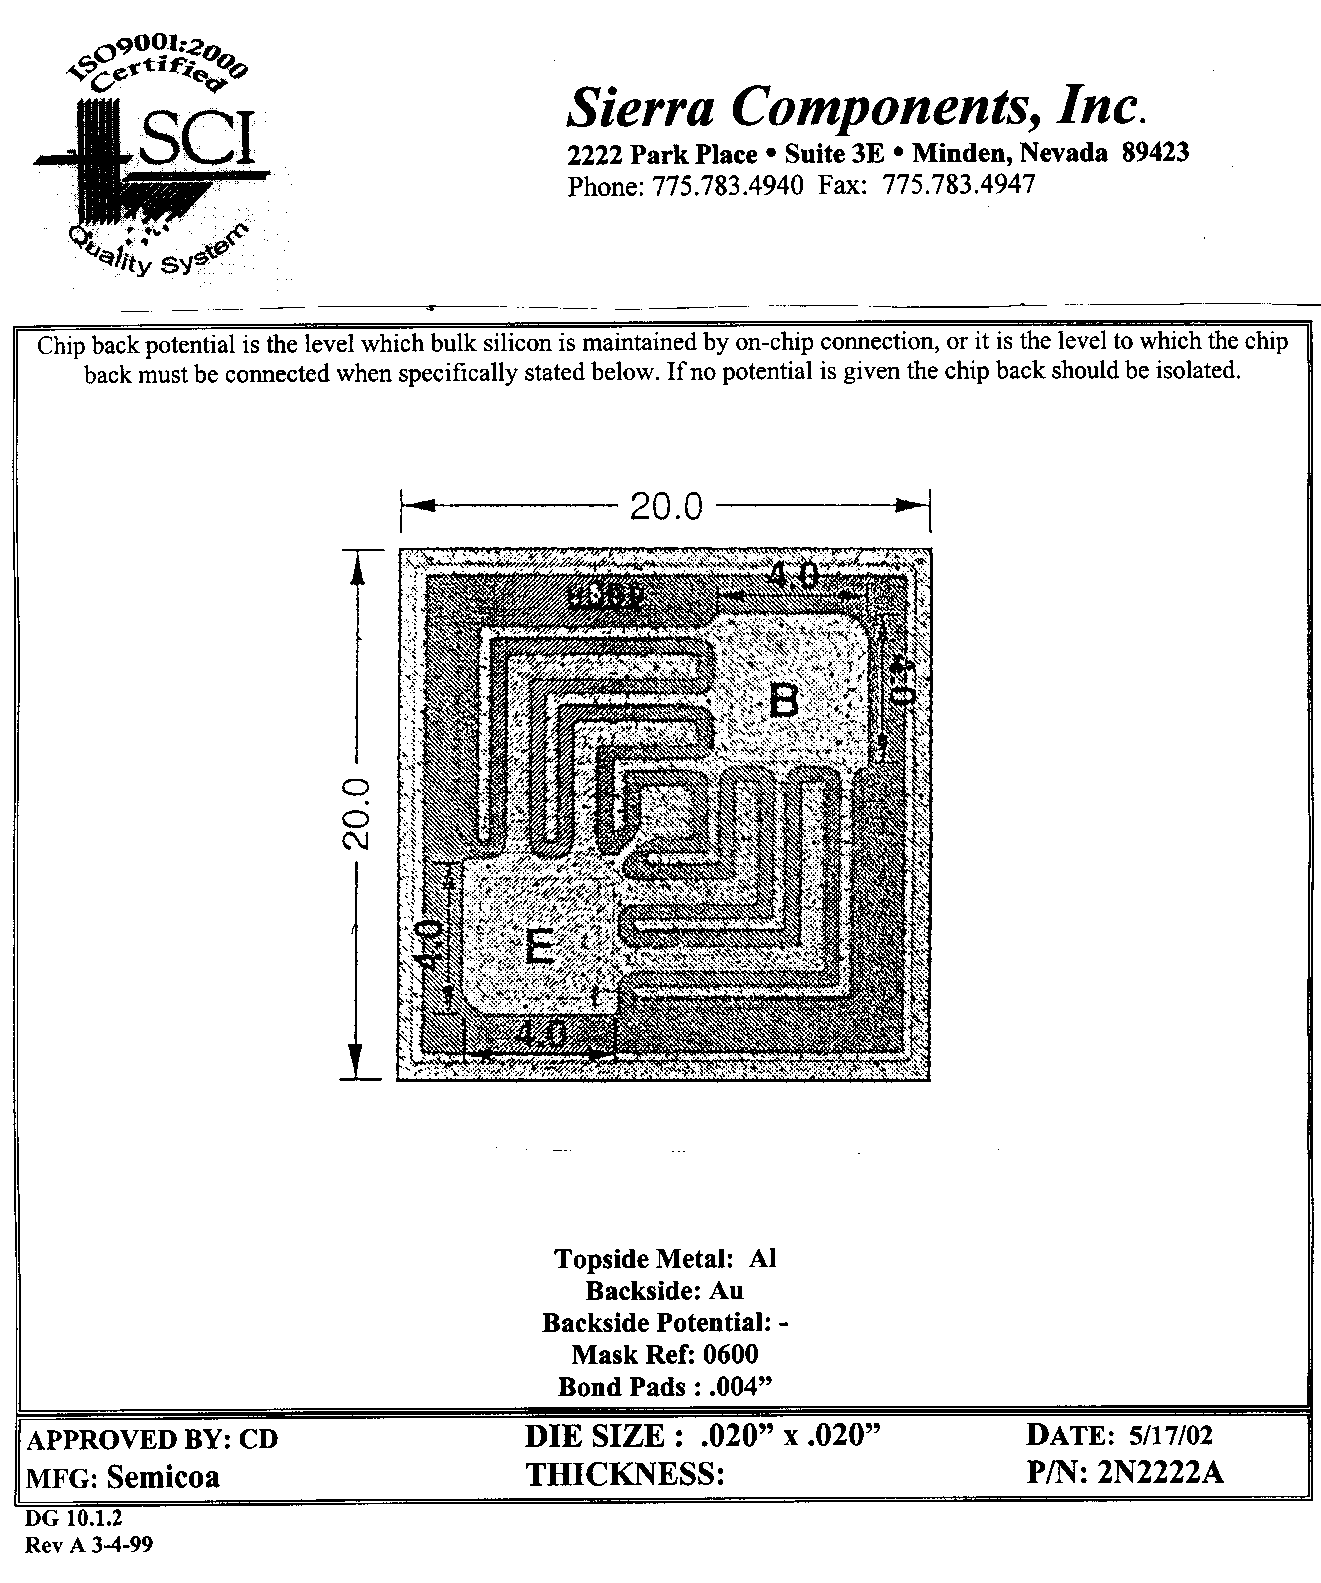 ISO9001:2000
Certified
SCI
Quality System
Sierra Components, Inc.
2222 Park Place • Suite 3E • Minden, Nevada 89423
Phone: 775.783.4940 Fax: 775.783.4947
Chip back potential is the level which bulk silicon is maintained by on-chip connection, or it is the level to which the chip
back must be connected when specifically stated below. If no potential is given the chip back should be isolated.
20.0
4.0
4.0
B
20.0
4.0
E
4.0
Topside Metal: Al
Backside: Au
Backside Potential: -
Mask Ref: 0600
Bond Pads : .004”
APPROVED BY: CD
DIE SIZE : .020” x .020”
DATE: 5/17/02
MFG: Semicoa
THICKNESS:
P/N: 2N2222A
DG 10.1.2
Rev A 3-4-99